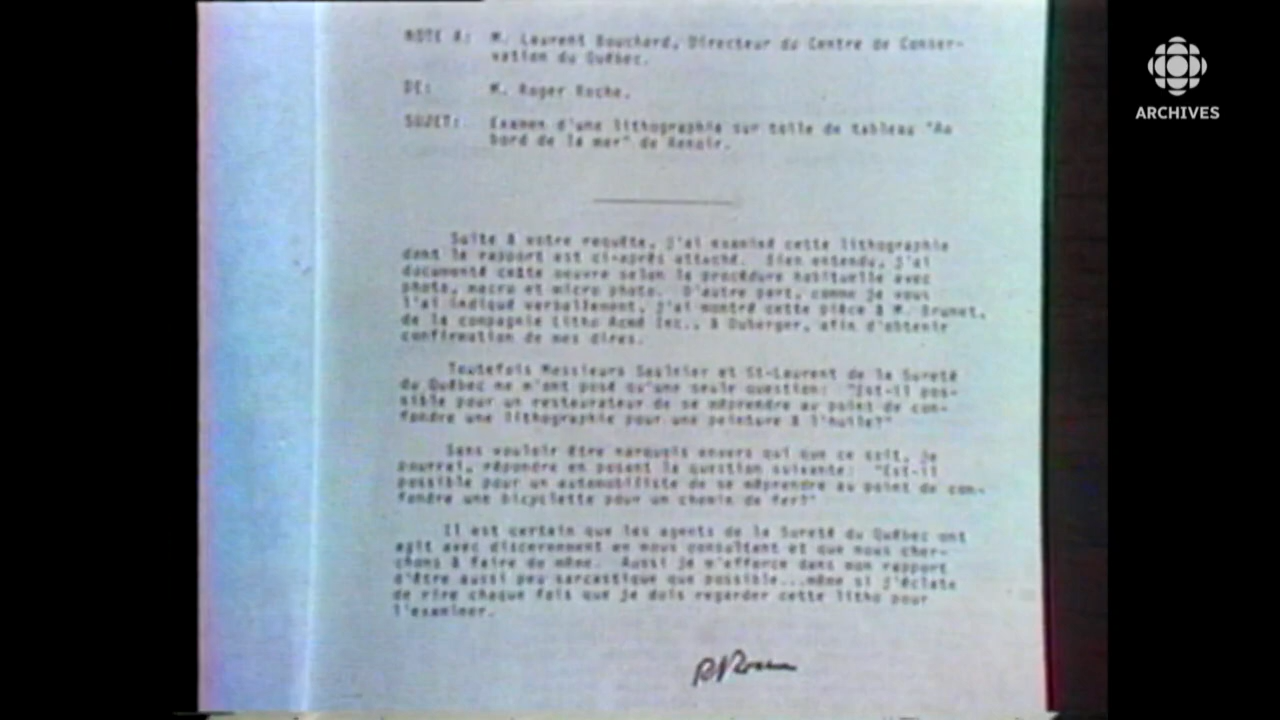 NOTE A: M. Laurent Bouchard, Directeur du Centre de Conser-
vation du Québec.
DE: M. Roger Roche.
SUJET: Examen d'une lithographie sur toile de tableau "Au
bord de la mer" de Renoir.
Suite à votre requête, j'ai examiné cette lithographie
dont le rapport est ci-après attaché. Bien entendu, j'ai
documenté cette oeuvre selon la procédure habituelle avec
photo, macro et micro photo. D'autre part, comme je vous
l'ai indiqué verbalement, j'ai montré cette pièce à M. Brunet,
de la compagnie Litho Acmé Inc., à Duberger, afin d'obtenir
confirmation de mes dires.
Toutefois Messieurs et St-Laurent de la Sureté
du Québec ne m'ont posé qu'une seule question: "Est-il pos-
sible pour un restaurateur de se méprendre au point de con-
fondre une lithographie pour une peinture à l'huile?"
Sans vouloir être narquois envers qui que ce soit, je
pourrai, répondre en posant la question suivante: "Est-il
possible pour un automobiliste de se méprendre au point de con-
fondre une bicyclette pour un chemin de fer?"
Il est certain que les agents de la Sureté du Québec ont
agit avec discernment en nous consultant et que nous cher-
chons à faire de même. Aussi je m'efforce dans mon rapport
d'être aussi peu sarcastique que possible...même si j'éclate
de rire chaque fois que je dois regarder cette litho pour
l'examiner.
ARCHIVES